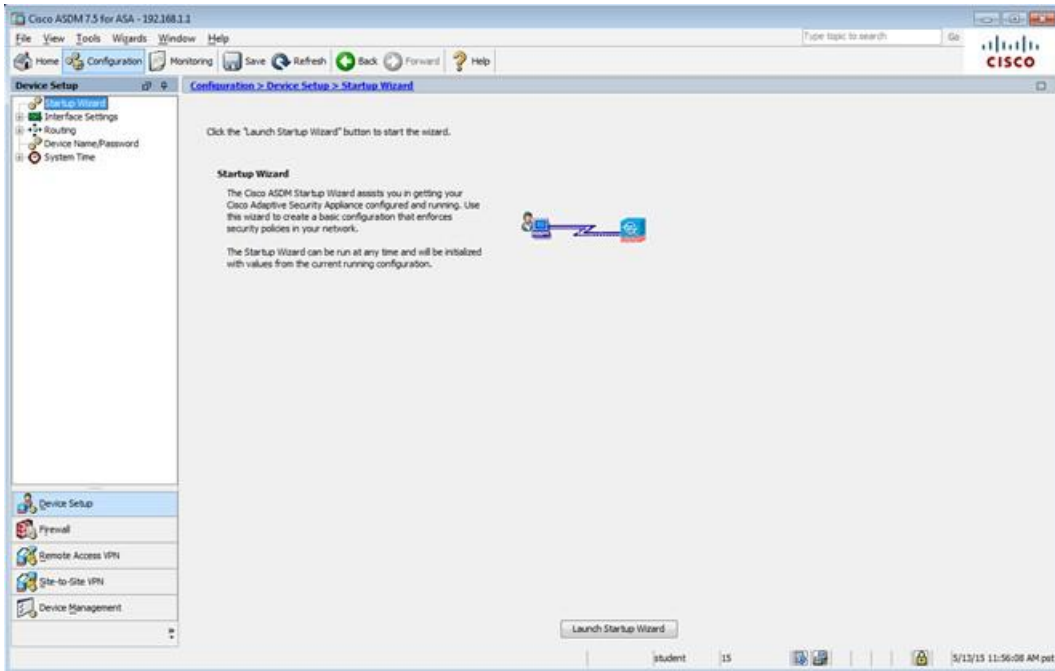 Cisco ASDM 7.5 for ASA - 192.168.1.1
File View Tools Wizards Window Help
Type topic to search Go
Home Configuration Monitoring Save Refresh Back Forward Help
CISCO
Device Setup
Configuration > Device Setup > Startup Wizard
Startup Wizard
Interface Settings
Routing
Device Name/Password
System Time
Click the "Launch Startup Wizard" button to start the wizard.
Startup Wizard
The Cisco ASDM Startup Wizard assists you in getting your
Cisco Adaptive Security Appliance configured and running. Use
this wizard to create a basic configuration that enforces
security policies in your network.
The Startup Wizard can be run at any time and will be initialized
with values from the current running configuration.
Device Setup
Firewall
Remote Access VPN
Site-to-Site VPN
Device Management
Launch Startup Wizard
student 15 5/13/15 11:56:08 AM pst